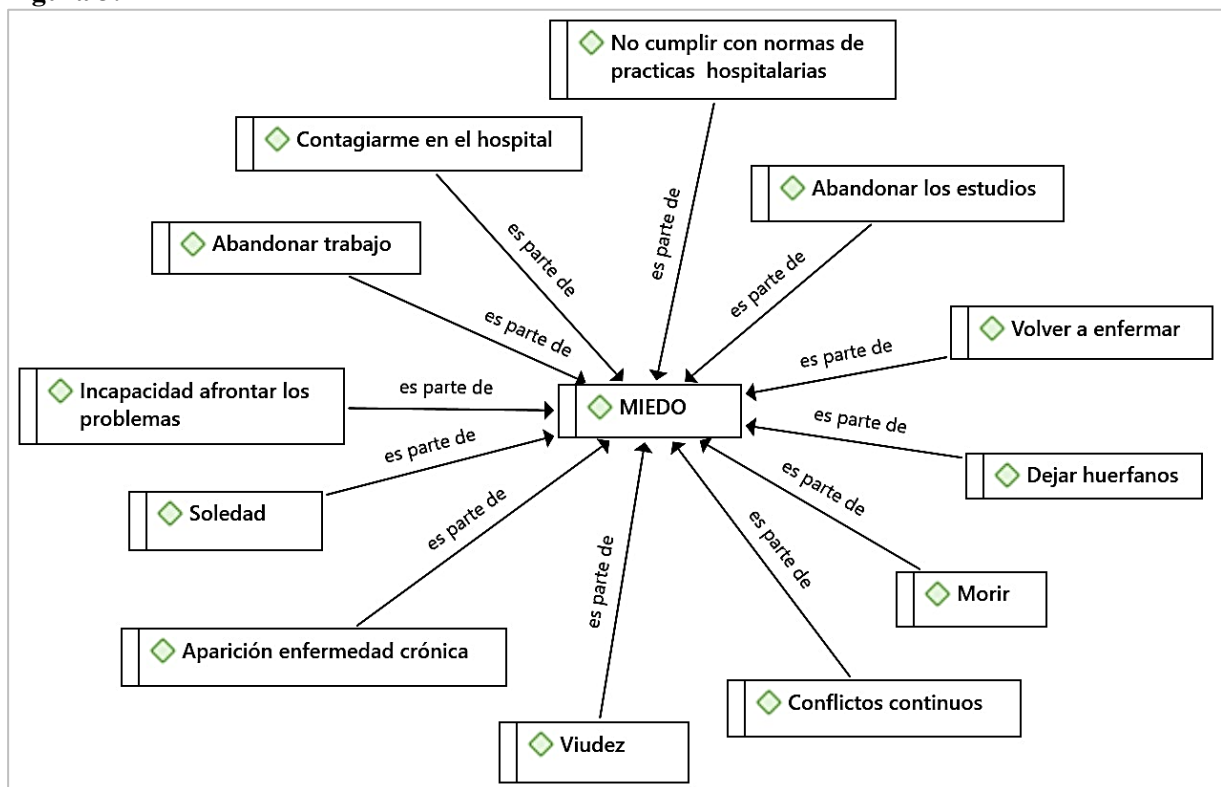 No cumplir con normas de
practicas hospitalarias
Contagiarme en el hospital
Abandonar los estudios
Abandonar trabajo
es parte de
es parte de
es parte de
es parte de
Volver a enfermar
es parte de
Incapacidad afrontar los
problemas
es parte de
MIEDO
es parte de
Dejar huerfanos
es parte de
Soledad
es parte de
es parte de
es parte de
es parte de
Morir
Aparición enfermedad crónica
Conflictos continuos
Viudez